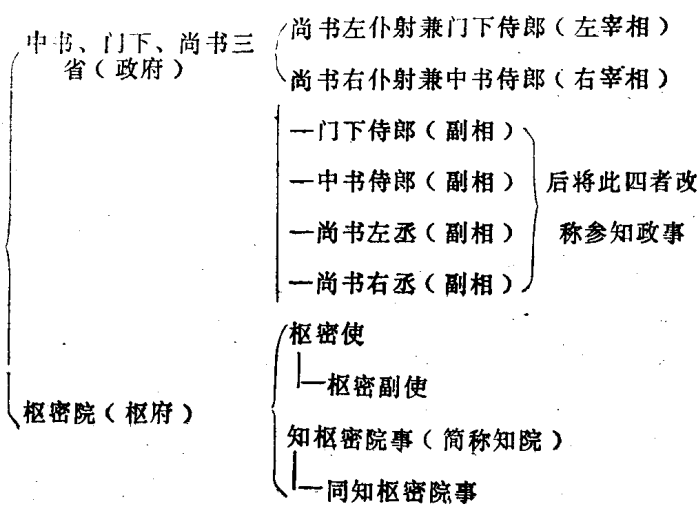 中书、门下、尚书三
省（政府）
尚书左仆射兼门下侍郎（左宰相）
尚书右仆射兼中书侍郎（右宰相）
门下侍郎（副相）
中书侍郎（副相）
尚书左丞（副相）
尚书右丞（副相）
后将此四者改
称参知政事
枢密院（枢府）
枢密使
枢密副使
知枢密院事（简称知院）
同知枢密院事